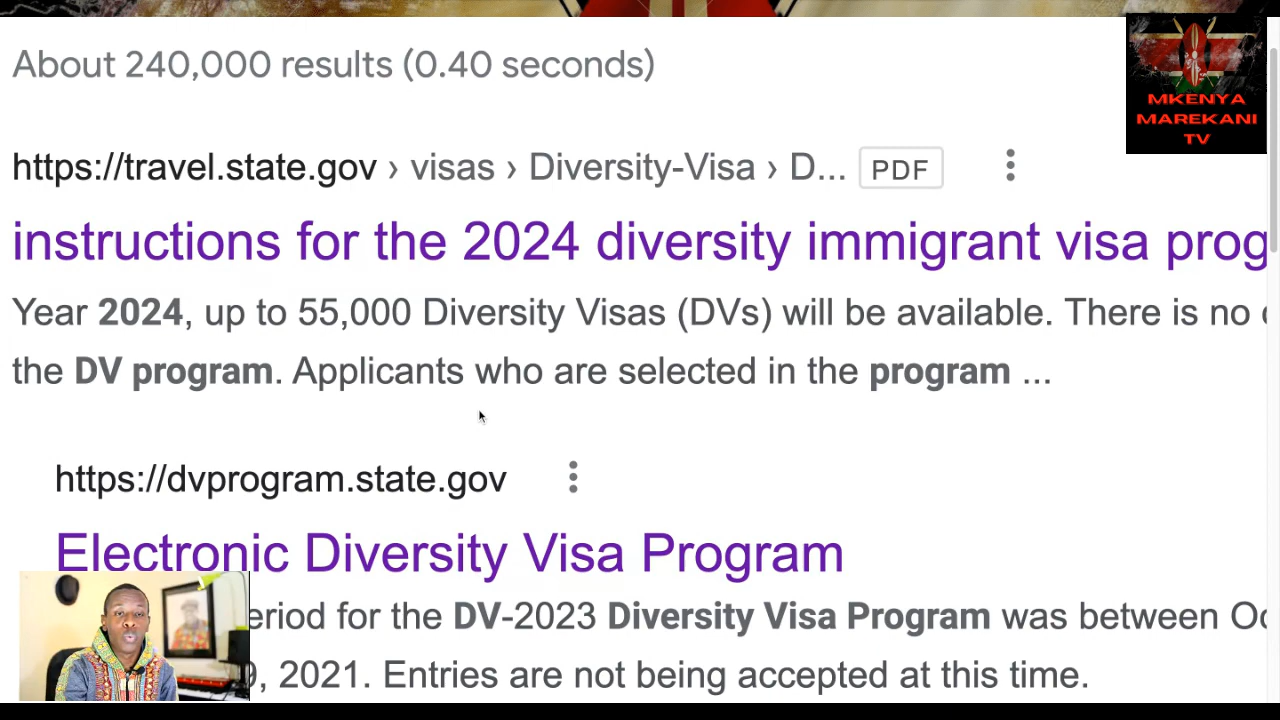 About 240,000 results (0.40 seconds)
MKENYA
MAREKANI
TV
https://travel.state.gov › visas › Diversity-Visa › D... PDF
instructions for the 2024 diversity immigrant visa prog
Year 2024, up to 55,000 Diversity Visas (DVs) will be available. There is no
the DV program. Applicants who are selected in the program ...
https://dvprogram.state.gov
Electronic Diversity Visa Program
eriod for the DV-2023 Diversity Visa Program was between Oc
9, 2021. Entries are not being accepted at this time.